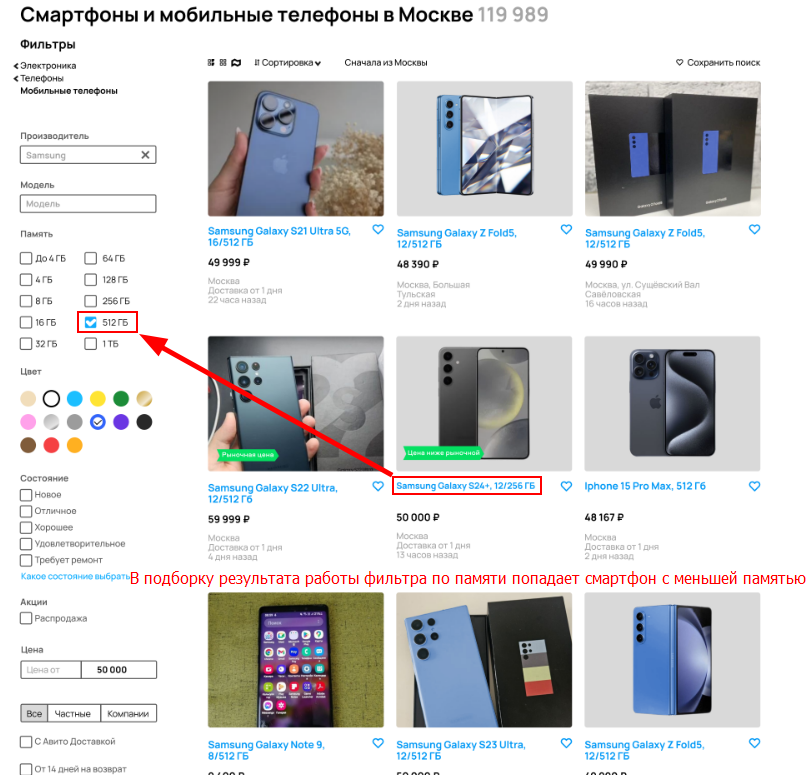 Смартфоны и мобильные телефоны в Москве 119 989
Фильтры
Электроника
Телефоны
Мобильные телефоны
Сортировка
Сначала из Москвы
Сохранить поиск
Производитель
Samsung
Модель
Модель
Память
До 4 ГБ
64 ГБ
4 ГБ
128 ГБ
8 ГБ
256 ГБ
16 ГБ
512 ГБ
32 ГБ
1 ТБ
Цвет
Состояние
Новое
Отличное
Хорошее
Удовлетворительное
Требует ремонт
Какое состояние выбрать
Акции
Распродажа
Цена
Цена от
50 000
Все
Частные
Компании
С Авито Доставкой
От 14 дней на возврат
Samsung Galaxy S21 Ultra 5G,
16/512 ГБ
49 999 ₽
Москва
Доставка от 1 дня
22 часа назад
Samsung Galaxy Z Fold5,
12/512 ГБ
48 390 ₽
Москва, Большая
Тульская
2 дня назад
Samsung Galaxy Z Fold5,
12/512 ГБ
49 990 ₽
Москва, ул. Сущёвский Вал
Савёловская
16 часов назад
Рыночная цена
Samsung Galaxy S22 Ultra,
12/512 Гб
59 999 ₽
Москва
Доставка от 1 дня
4 дня назад
Цена ниже рыночной
Samsung Galaxy S24+, 12/256 ГБ
50 000 ₽
Москва
Доставка от 1 дня
13 часов назад
Iphone 15 Pro Max, 512 Гб
48 167 ₽
Москва
Доставка от 1 дня
2 дня назад
В подборку результата работы фильтра по памяти попадает смартфон с меньшей памятью
Samsung Galaxy Note 9,
8/512 ГБ
Samsung Galaxy S23 Ultra,
12/512 ГБ
Samsung Galaxy Z Fold5,
12/512 ГБ